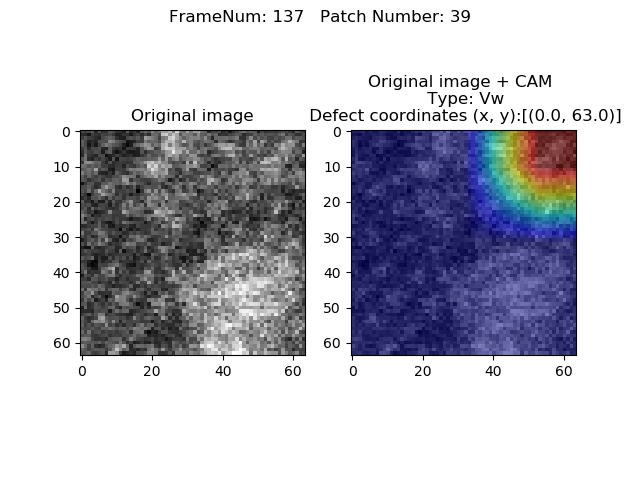 FrameNum: 137   Patch Number: 39
Original image
Original image + CAM
Type: Vw
Defect coordinates (x, y):[(0.0, 63.0)]
0
10
20
30
40
50
60
0 20 40 60
0
10
20
30
40
50
60
0 20 40 60